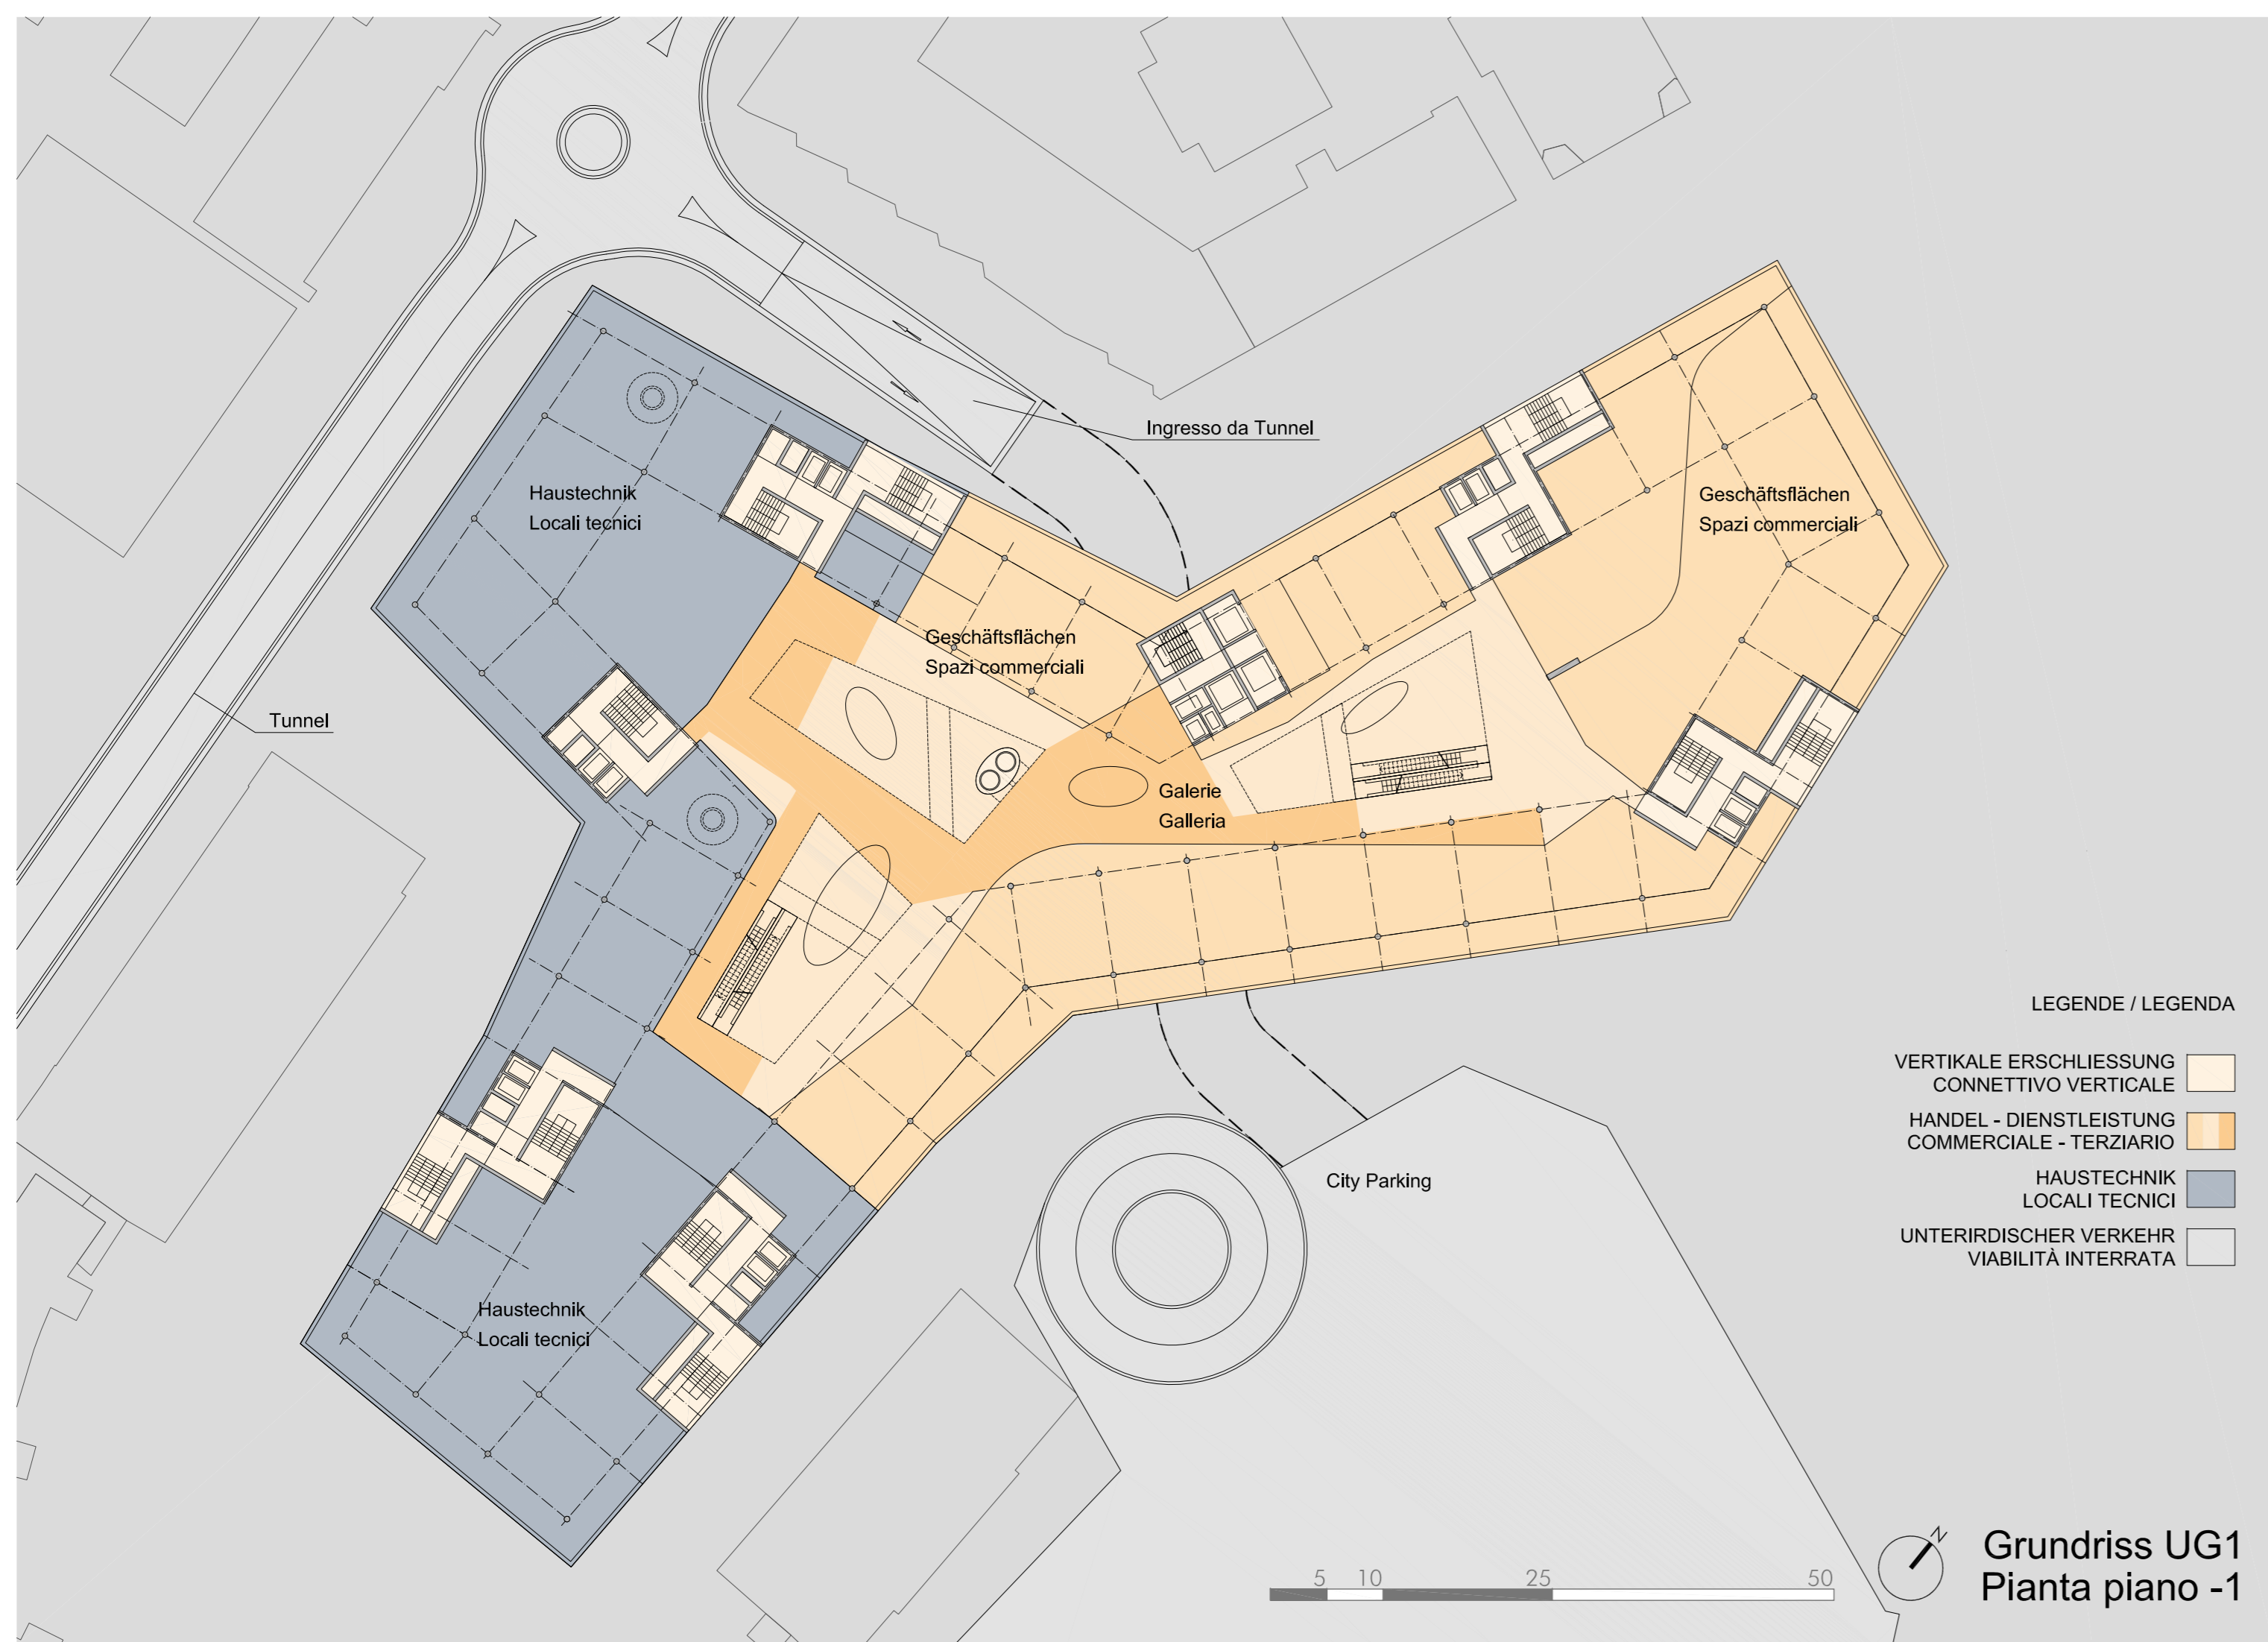 Ingresso da Tunnel
Haustechnik
Locali tecnici
Geschäftsflächen
Spazi commerciali
Geschäftsflächen
Spazi commerciali
Tunnel
Galerie
Galleria
LEGENDE / LEGENDA
VERTIKALE ERSCHLIESSUNG
CONNETTIVO VERTICALE
HANDEL - DIENSTLEISTUNG
COMMERCIALE - TERZIARIO
HAUSTECHNIK
LOCALI TECNICI
UNTERIRDISCHER VERKEHR
VIABILITÀ INTERRATA
City Parking
Haustechnik
Locali tecnici
5 10 25 50
N
Grundriss UG1
Pianta piano -1